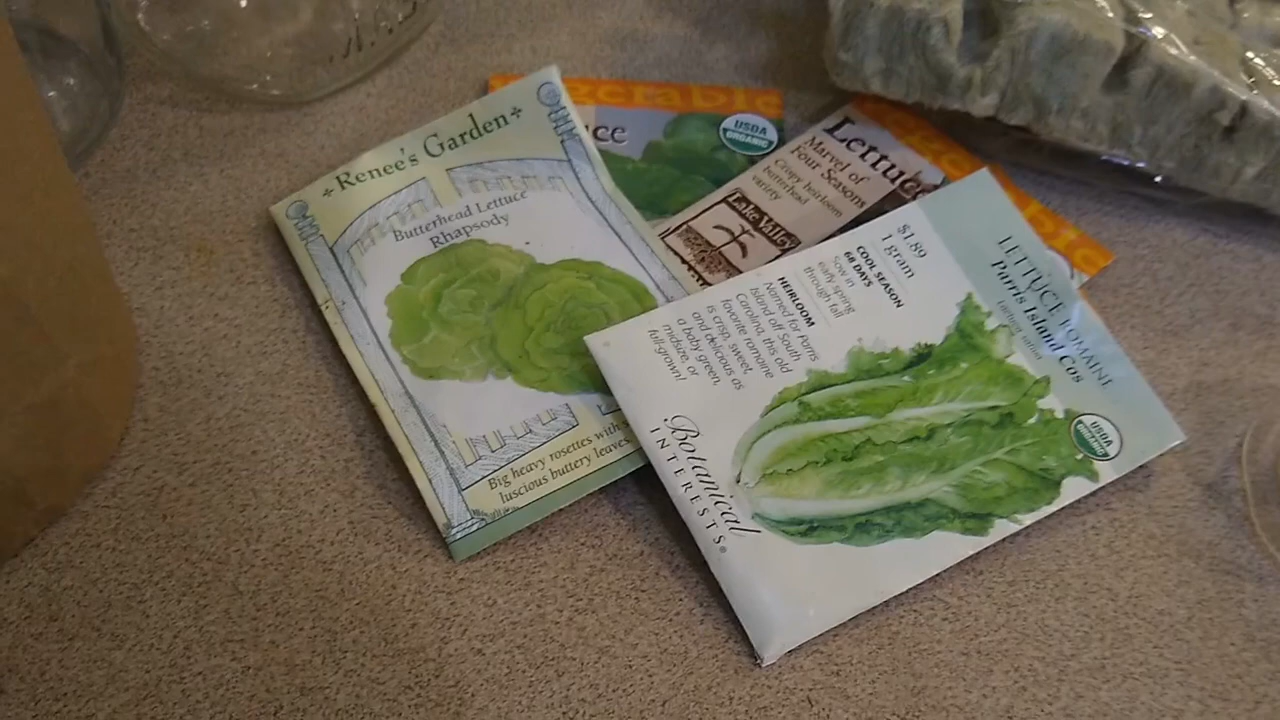 Renee's Garden
Butterhead Lettuce
Rhapsody
Big heavy rosettes with
luscious buttery leaves
USDA
ORGANIC
Lettuce
Marvel of
Four Seasons
Crispy heirloom
butterhead
variety
Lake Valley
$1.89
1 gram
COOL SEASON
68 DAYS
Sow in
early spring
through fall
HEIRLOOM
Named for Parris
Island off South
Carolina, this old
favorite romaine
is crisp, sweet,
and delicious as
a baby green,
midsize, or
full-grown!
LETTUCE ROMAINE
Parris Island Cos
USDA
ORGANIC
Botanical
INTERESTS®